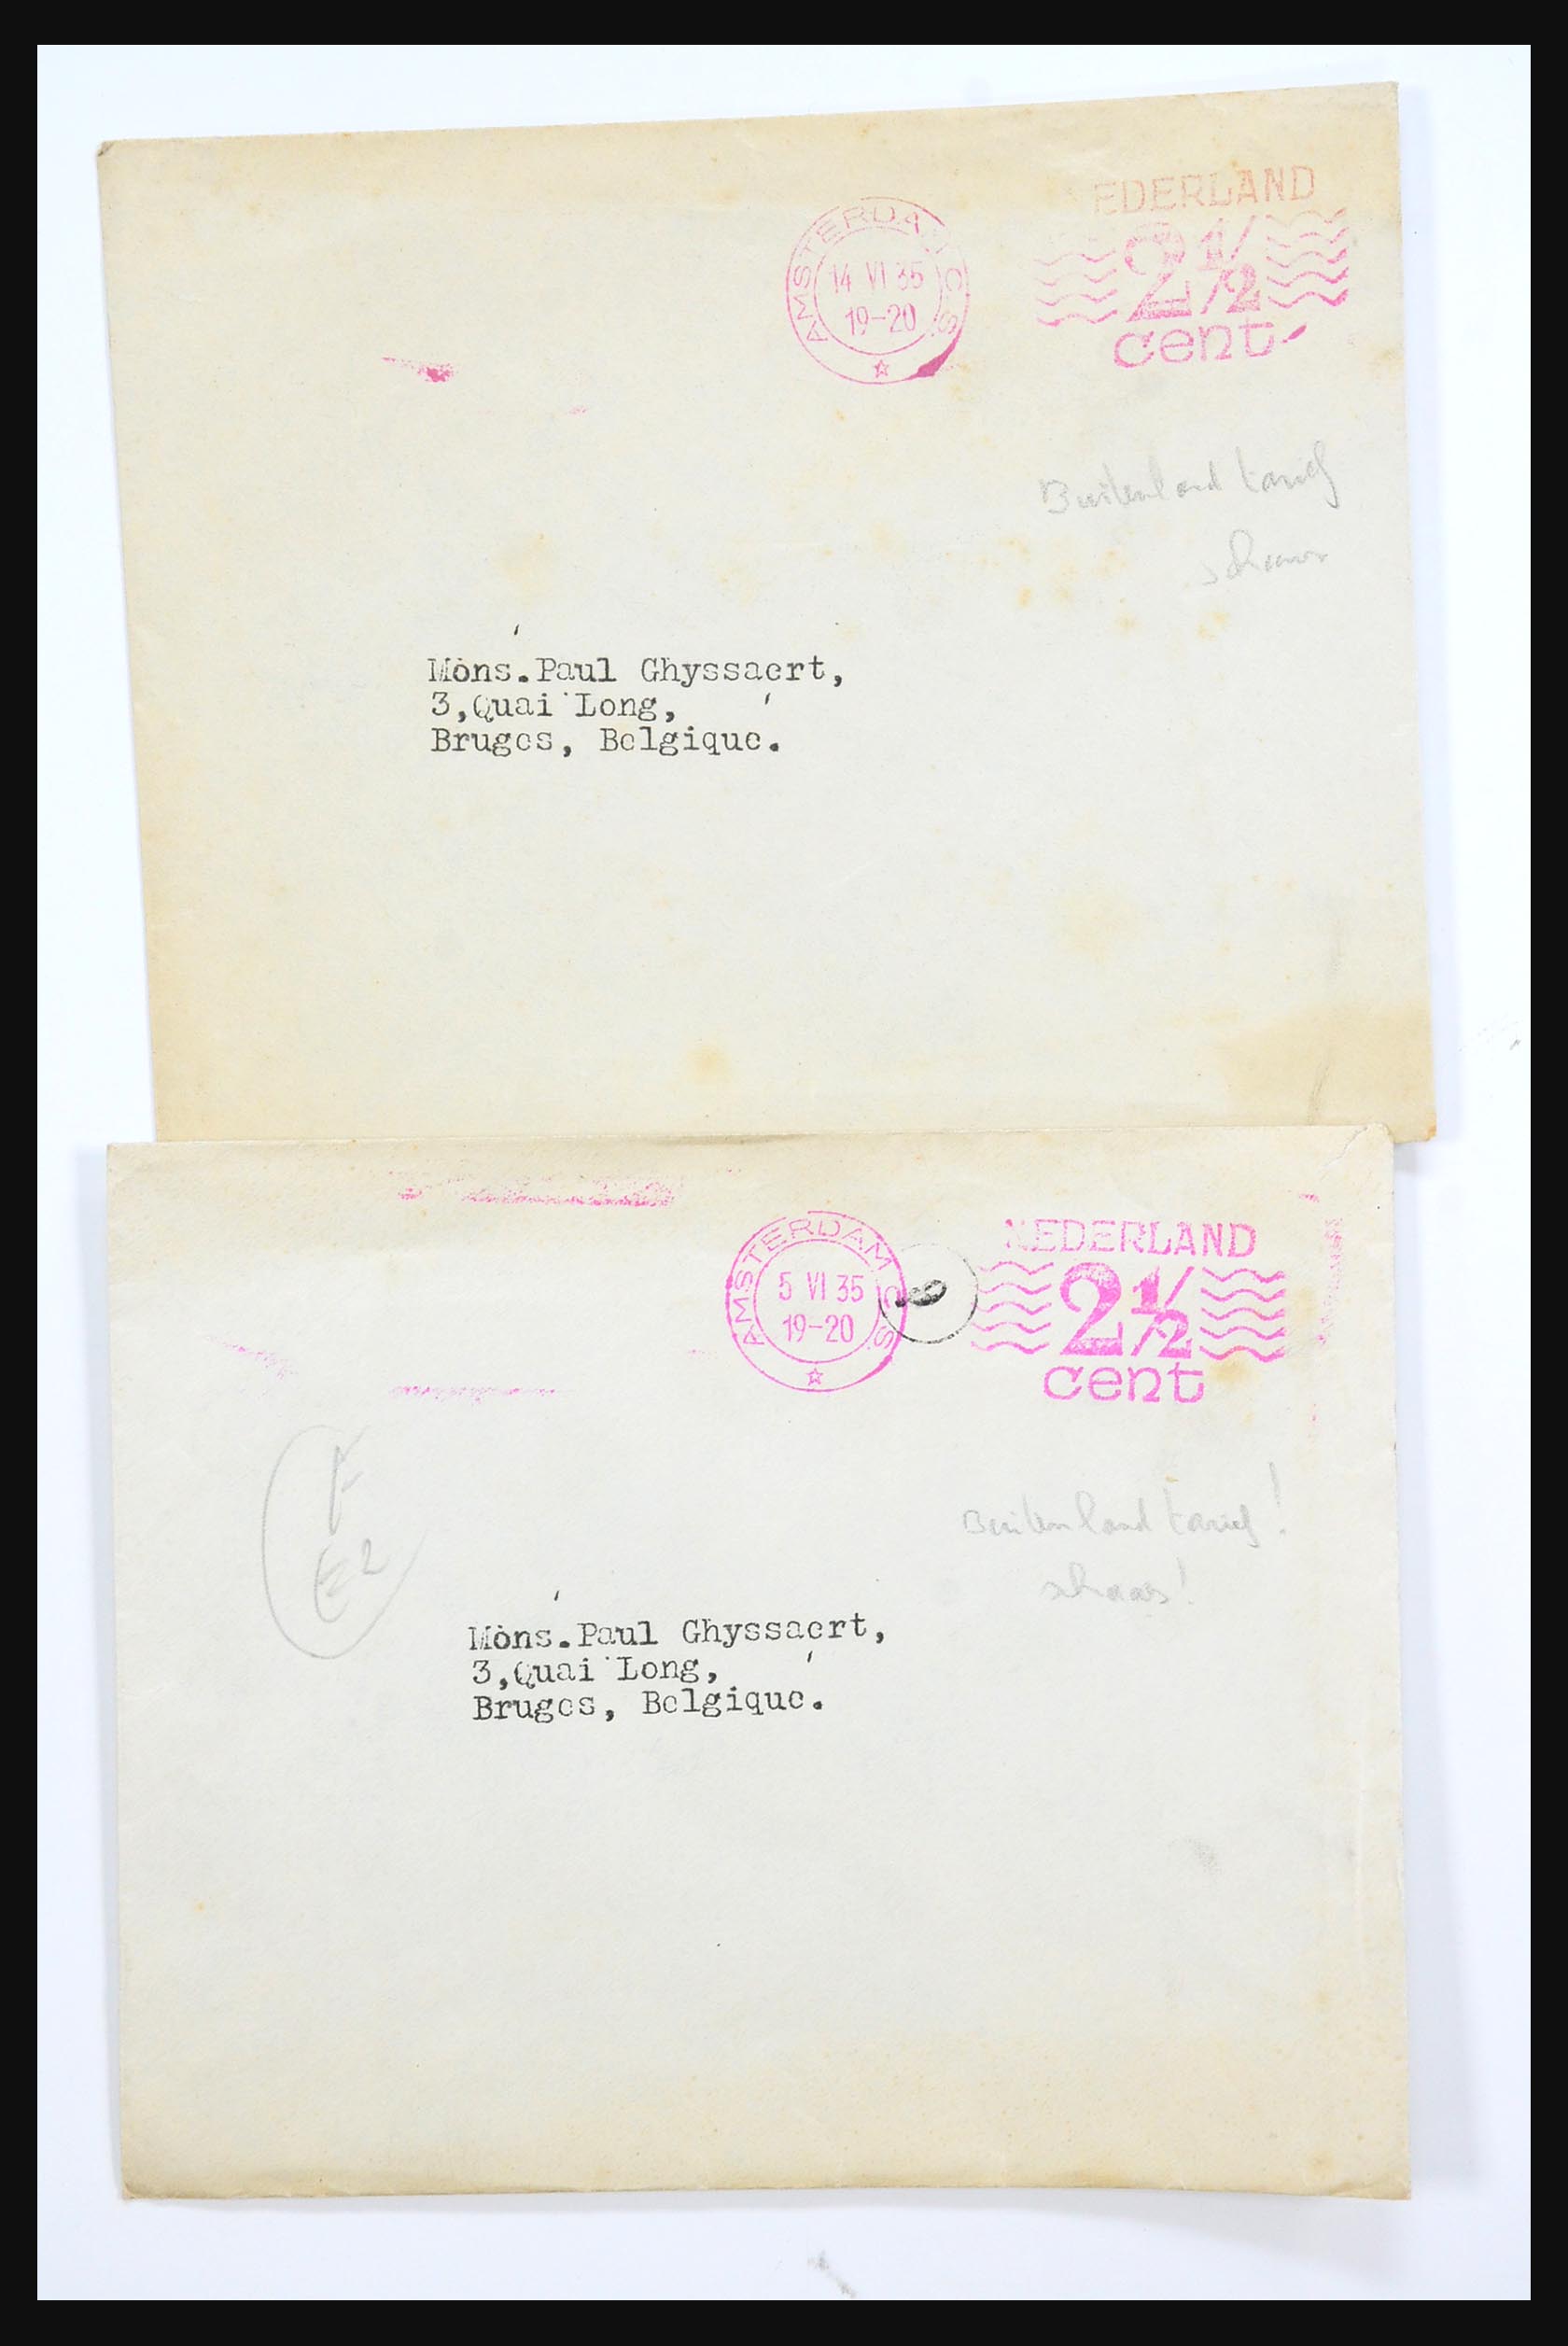 EDERLAND
AMSTERDA C.S.
14 VI 35
19-20
2½
cent
Buitenland tarief
schaars
Mons.Paul Ghyssaert,
3,Quai Long,
Bruges, Belgique.
NEDERLAND
AMSTERDAM C.S.
5 VI 35
19-20
2½
cent
Buitenland tarief!
schaars!
Mons.Paul Ghyssaert,
3,Quai Long,
Bruges, Belgique.